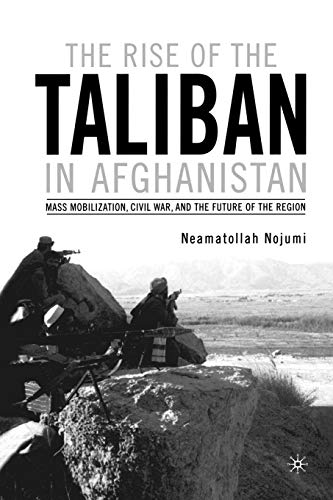 THE RISE OF THE
TALIBAN
IN AFGHANISTAN
MASS MOBILIZATION, CIVIL WAR, AND THE FUTURE OF THE REGION
Neamatollah Nojumi